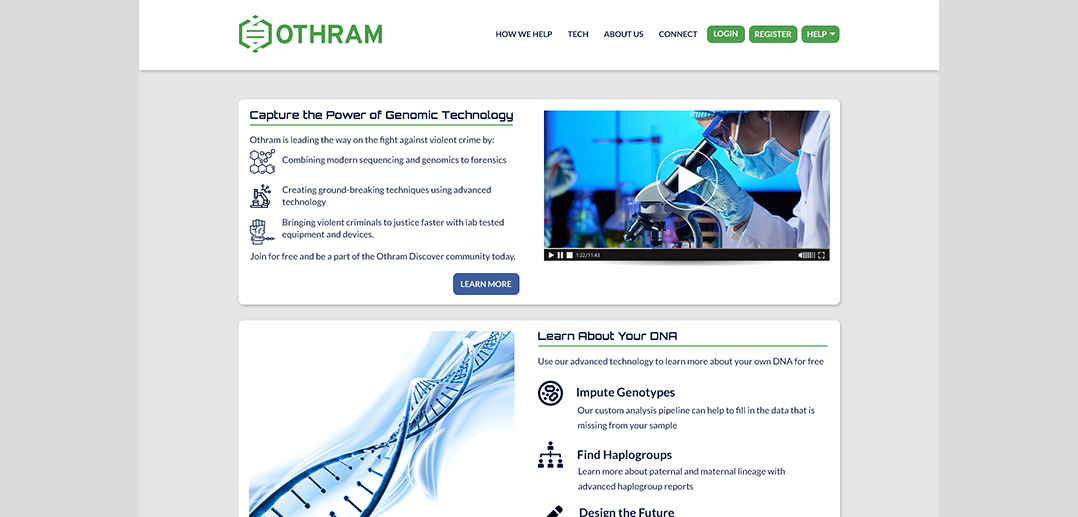 OTHRAM
HOW WE HELP
TECH
ABOUT US
CONNECT
LOGIN
REGISTER
HELP
Capture the Power of Genomic Technology
Othram is leading the way on the fight against violent crime by:
Combining modern sequencing and genomics to forensics
Creating ground-breaking techniques using advanced
technology
Bringing violent criminals to justice faster with lab tested
equipment and devices.
Join for free and be a part of the Othram Discover community today.
LEARN MORE
1:22/11:43
Learn About Your DNA
Use our advanced technology to learn more about your own DNA for free
Impute Genotypes
Our custom analysis pipeline can help to fill in the data that is
missing from your sample
Find Haplogroups
Learn more about paternal and maternal lineage with
advanced haplogroup reports
Design the Future